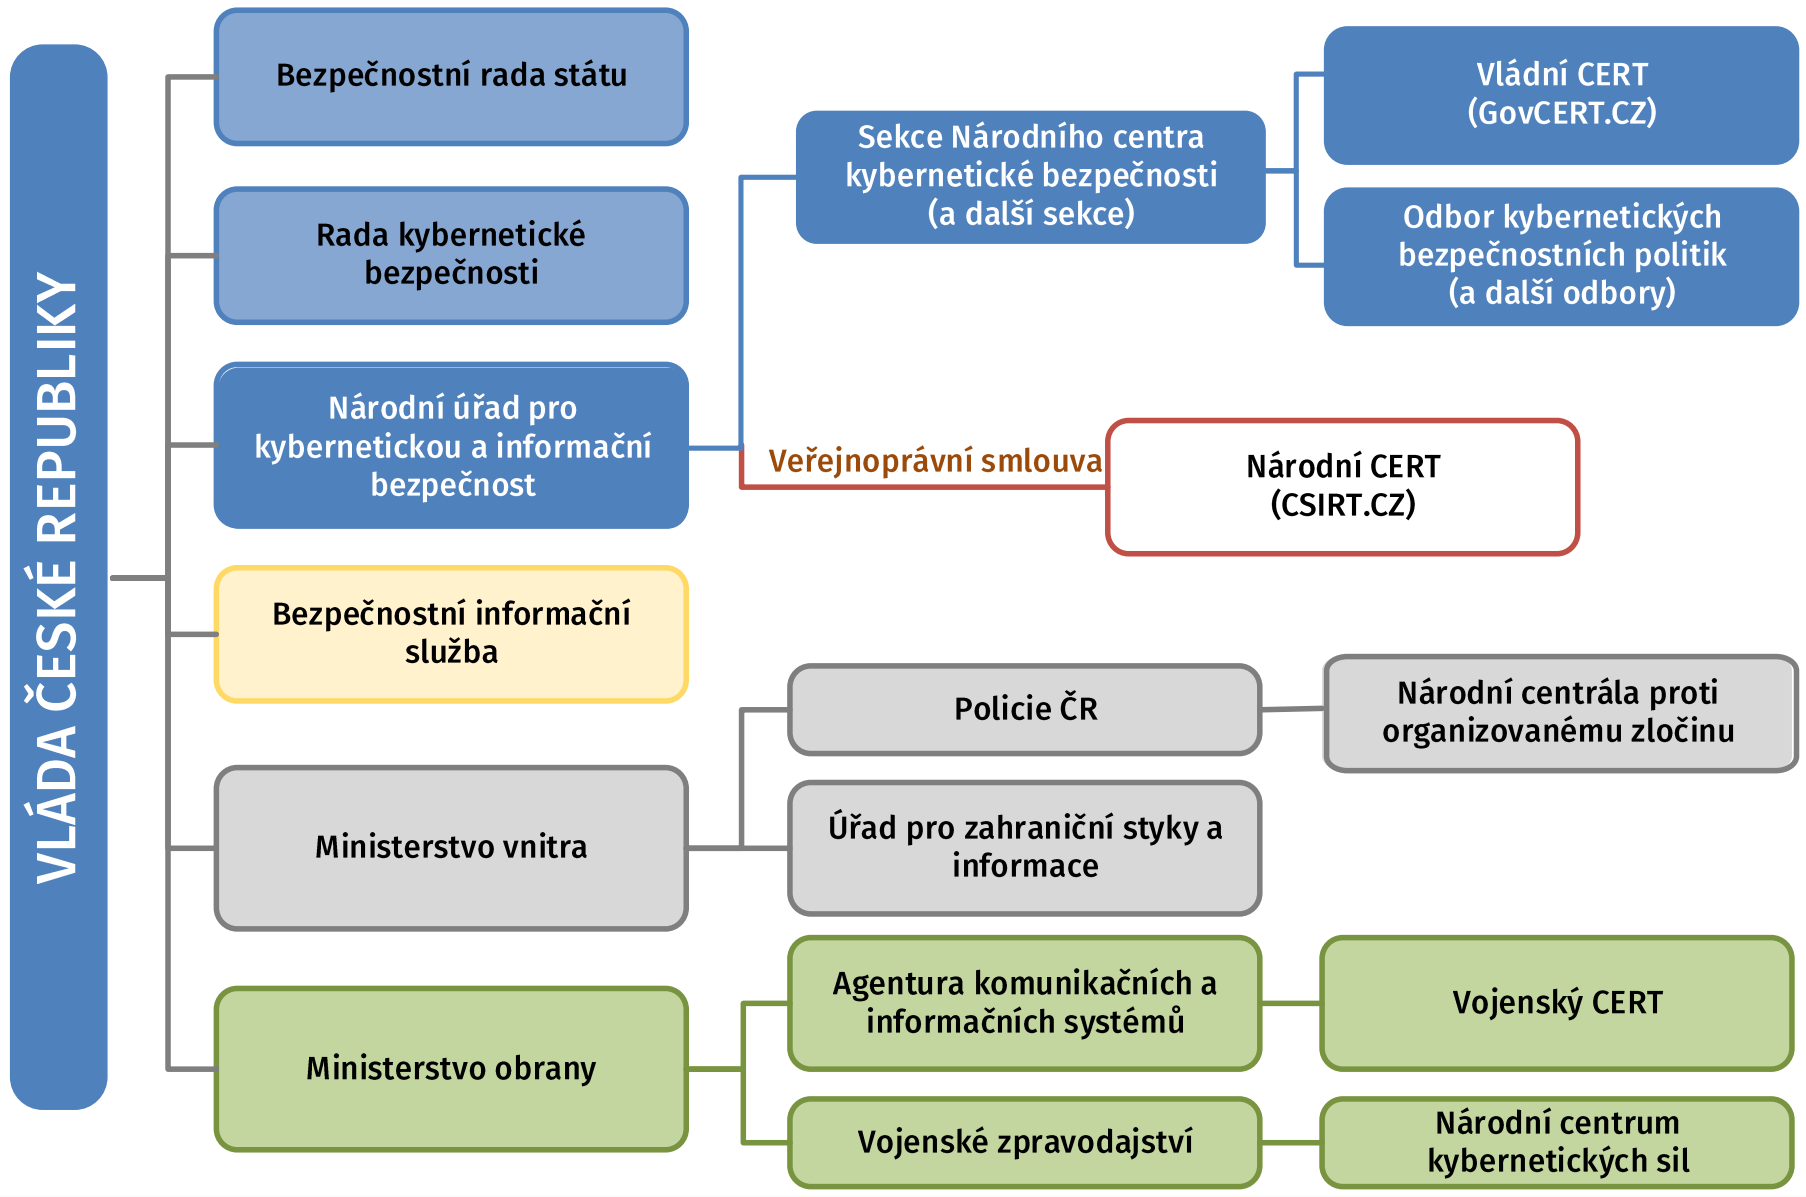 VLÁDA ČESKÉ REPUBLIKY
Bezpečnostní rada státu
Rada kybernetické
bezpečnosti
Národní úřad pro
kybernetickou a informační
bezpečnost
Bezpečnostní informační
služba
Ministerstvo vnitra
Ministerstvo obrany
Sekce Národního centra
kybernetické bezpečnosti
(a další sekce)
Veřejnoprávní smlouva
Policie ČR
Úřad pro zahraniční styky a
informace
Agentura komunikačních a
informačních systémů
Vojenské zpravodajství
Vládní CERT
(GovCERT.CZ)
Odbor kybernetických
bezpečnostních politik
(a další odbory)
Národní CERT
(CSIRT.CZ)
Národní centrála proti
organizovanému zločinu
Vojenský CERT
Národní centrum
kybernetických sil